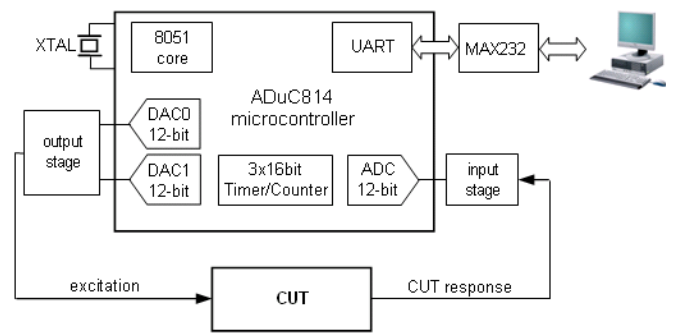 XTAL
8051
core
UART
MAX232
ADuC814
microcontroller
output
stage
DAC0
12-bit
DAC1
12-bit
3x16bit
Timer/Counter
ADC
12-bit
input
stage
excitation
CUT
CUT response